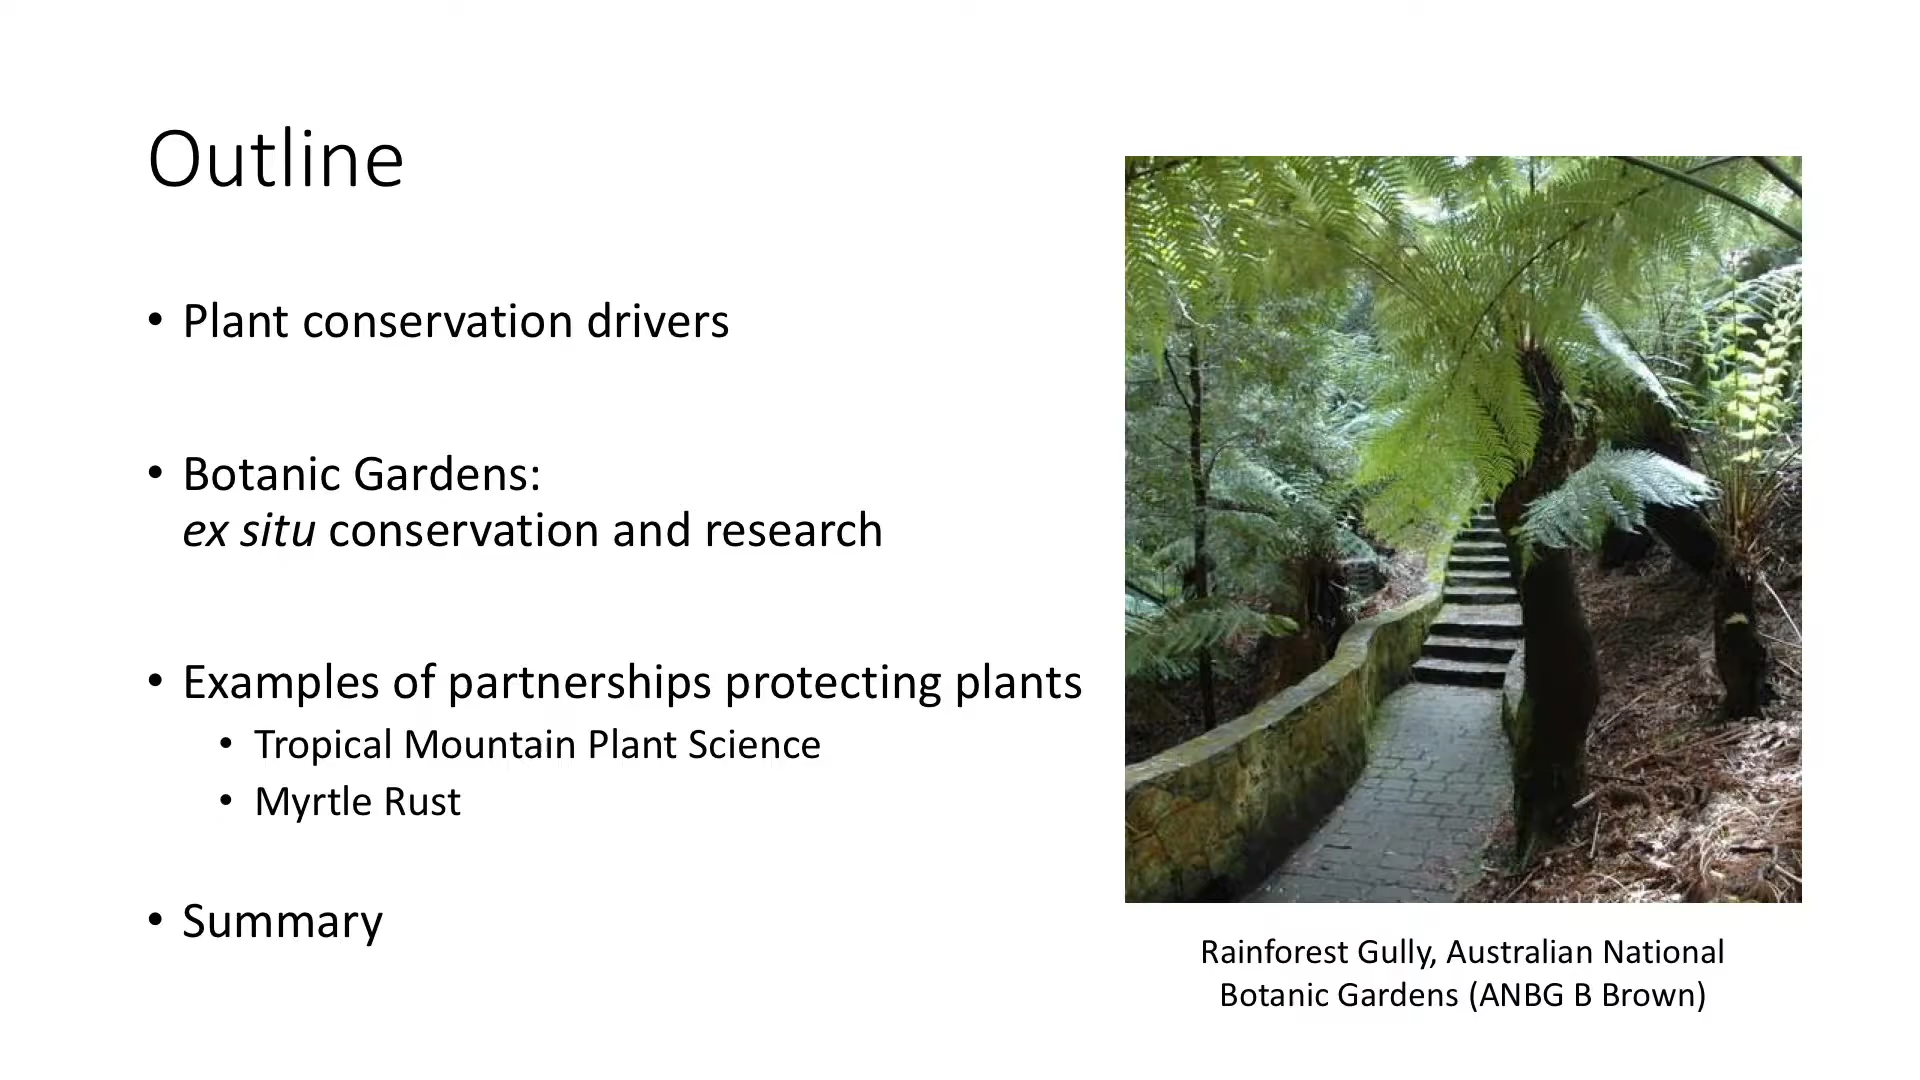 Outline
• Plant conservation drivers
• Botanic Gardens:
ex situ conservation and research
• Examples of partnerships protecting plants
• Tropical Mountain Plant Science
• Myrtle Rust
• Summary
Rainforest Gully, Australian National
Botanic Gardens (ANBG B Brown)